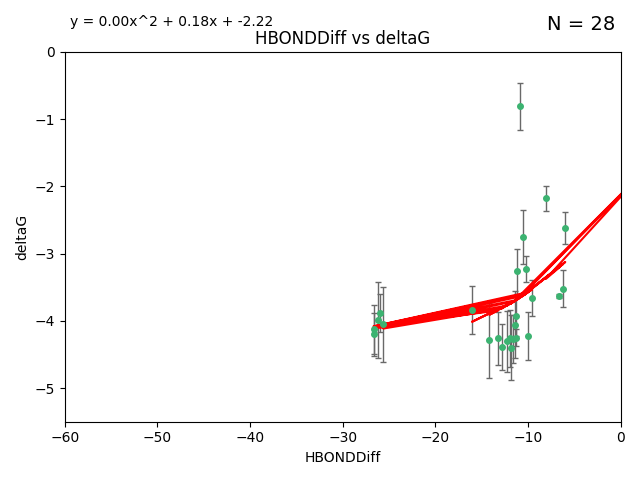 y = 0.00x^2 + 0.18x + -2.22
N = 28
HBONDDiff vs deltaG
0
−1
−2
−3
−4
−5
deltaG
−60
−50
−40
−30
−20
−10
0
HBONDDiff